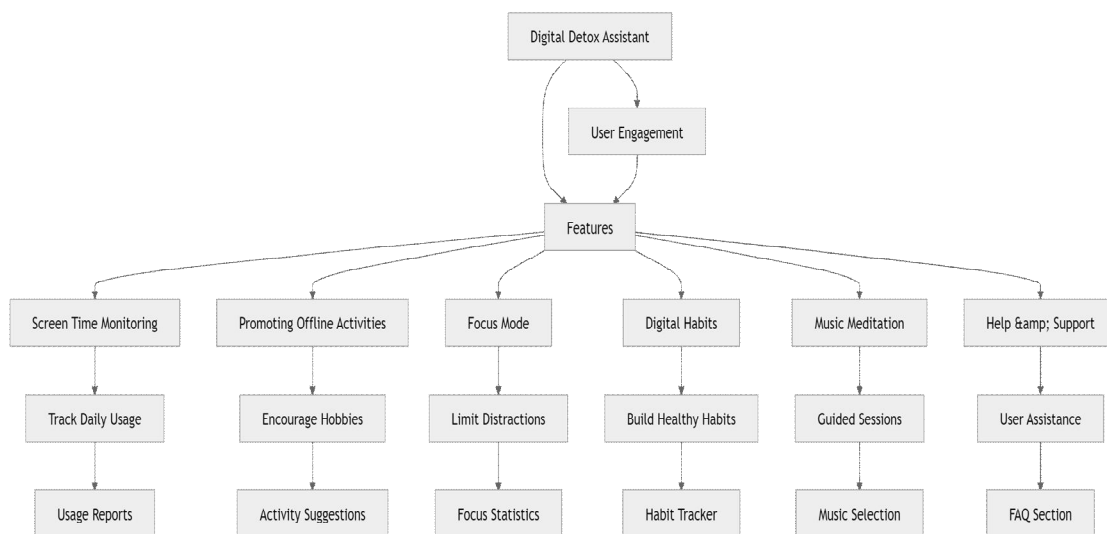 Digital Detox Assistant
User Engagement
Features
Screen Time Monitoring
Promoting Offline Activities
Focus Mode
Digital Habits
Music Meditation
Help &amp; Support
Track Daily Usage
Encourage Hobbies
Limit Distractions
Build Healthy Habits
Guided Sessions
User Assistance
Usage Reports
Activity Suggestions
Focus Statistics
Habit Tracker
Music Selection
FAQ Section